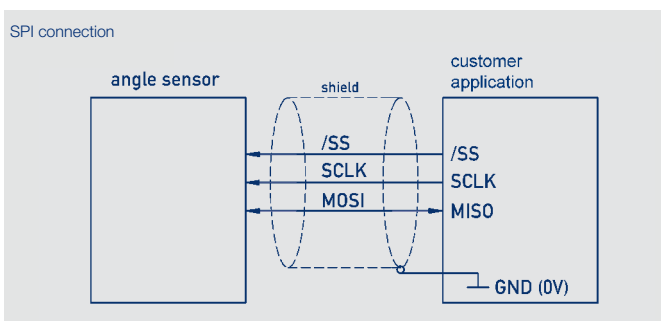 SPI connection
customer
application
angle sensor
shield
/SS
/SS
SCLK
SCLK
MOSI
MISO
GND (0V)